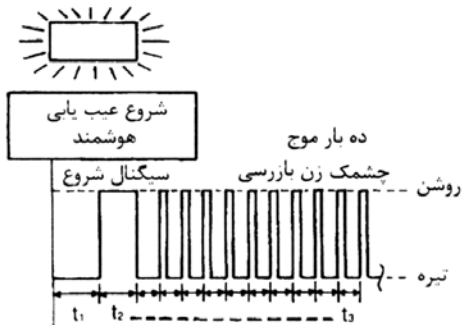 شروع عیب یابی
هوشمند
ده بار موج
سیگنال شروع
چشمک زن بازرسی
روشن
تیره
t₁
t₂
t₃